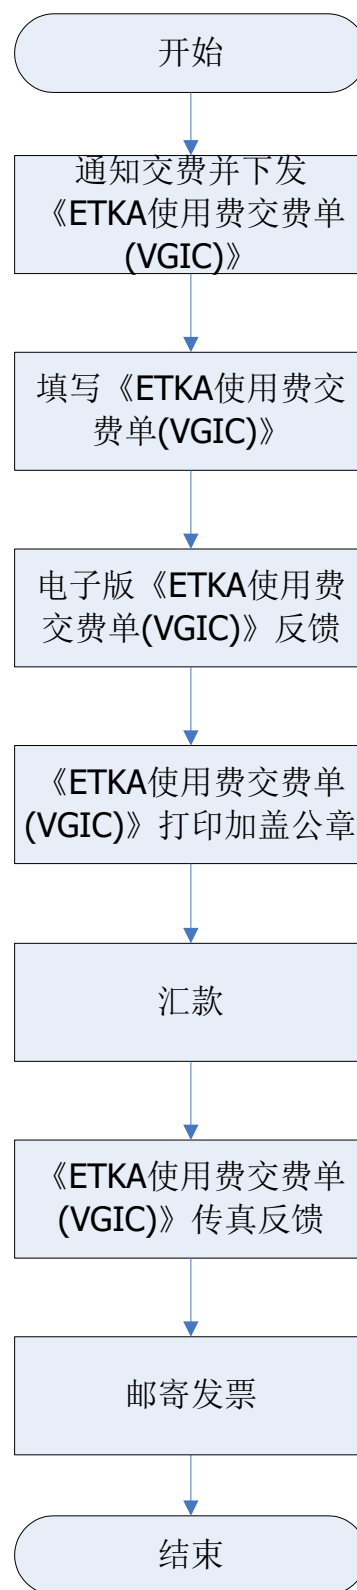 开始
通知交费并下发
《ETKA使用费交费单
(VGIC)》
填写《ETKA使用费交
费单(VGIC)》
电子版《ETKA使用费
交费单(VGIC)》反馈
《ETKA使用费交费单
(VGIC)》打印加盖公章
汇款
《ETKA使用费交费单
(VGIC)》传真反馈
邮寄发票
结束